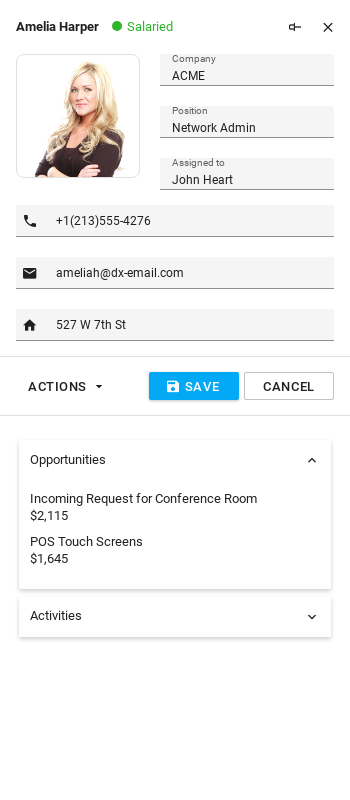 Amelia Harper Salaried
Company
ACME
Position
Network Admin
Assigned to
John Heart
+1(213)555-4276
ameliah@dx-email.com
527 W 7th St
ACTIONS SAVE CANCEL
Opportunities
Incoming Request for Conference Room
$2,115
POS Touch Screens
$1,645
Activities